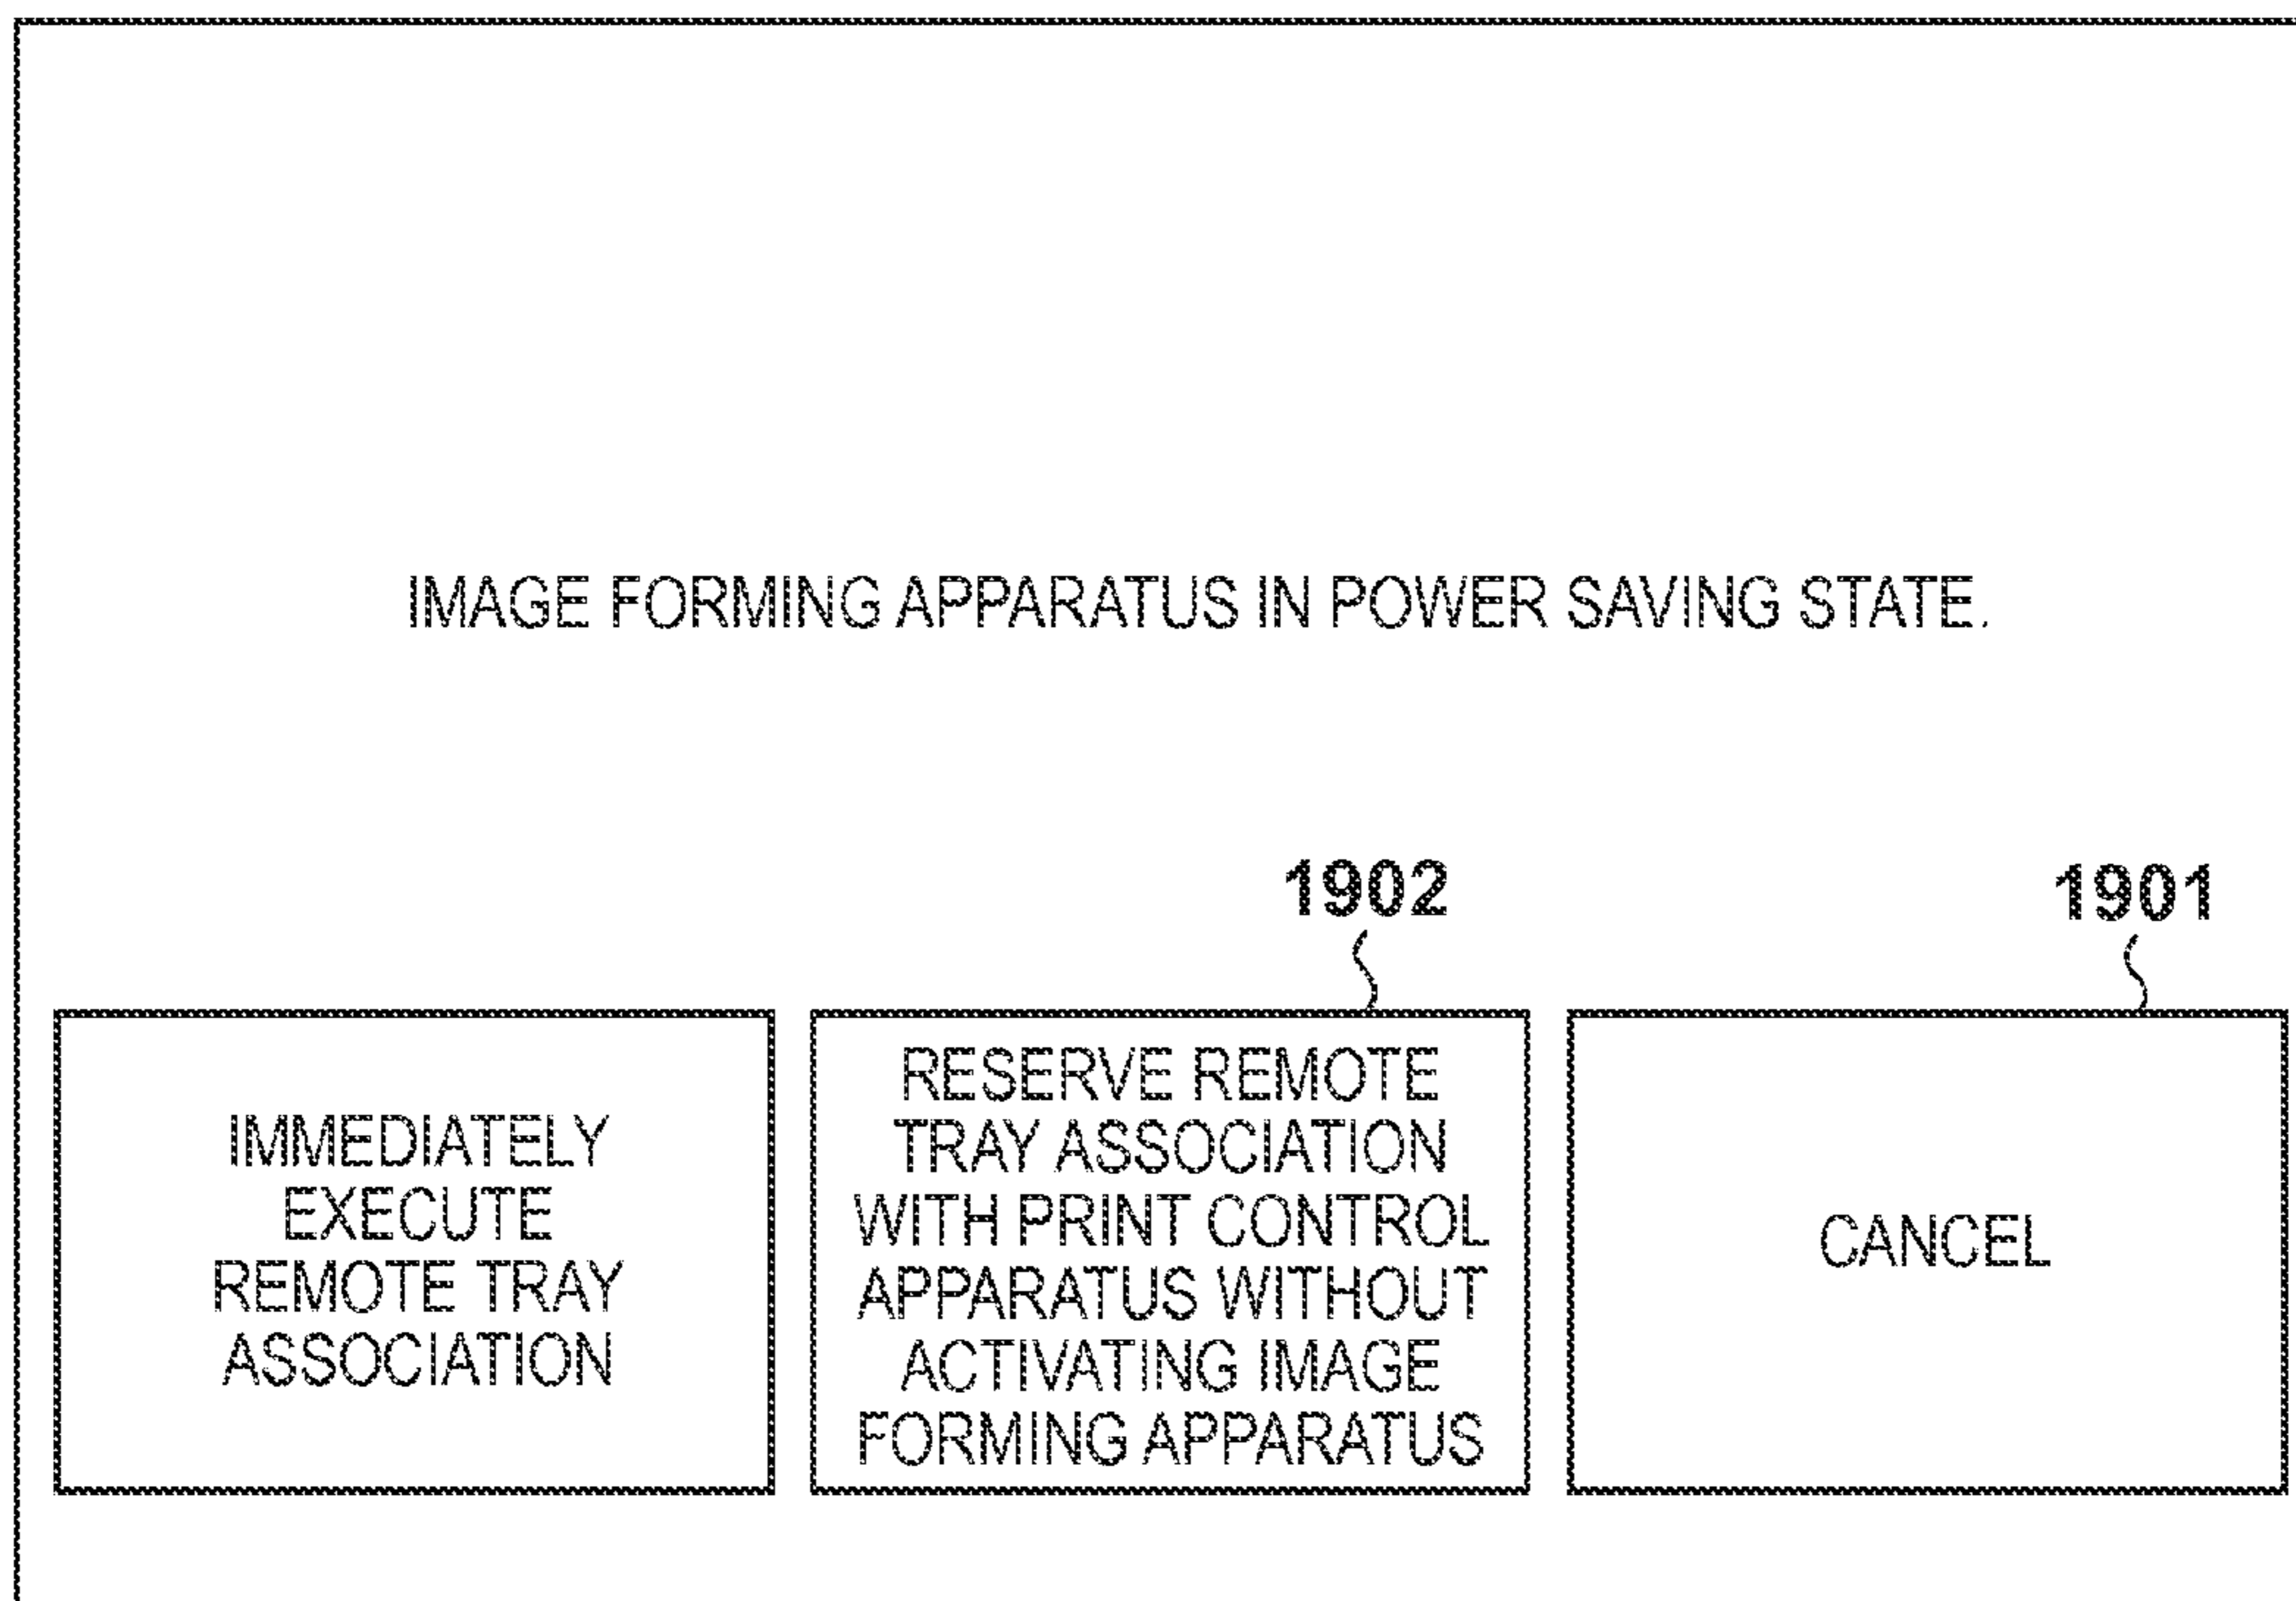 IMAGE FORMING APPARATUS IN POWER SAVING STATE.
1902
1901
IMMEDIATELY
EXECUTE
REMOTE TRAY
ASSOCIATION
RESERVE REMOTE
TRAY ASSOCIATION
WITH PRINT CONTROL
APPARATUS WITHOUT
ACTIVATING IMAGE
FORMING APPARATUS
CANCEL